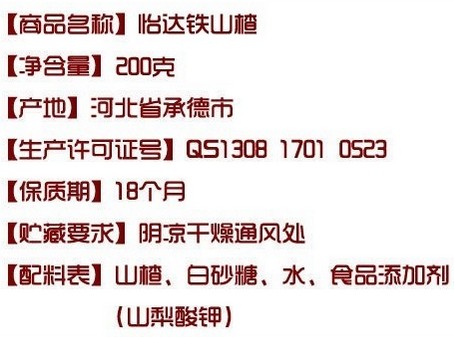 【商品名称】怡达铁山楂
【净含量】200克
【产地】河北省承德市
【生产许可证号】QS1308 1701 0523
【保质期】18个月
【贮藏要求】阴凉干燥通风处
【配料表】山楂、白砂糖、水、食品添加剂
(山梨酸钾)